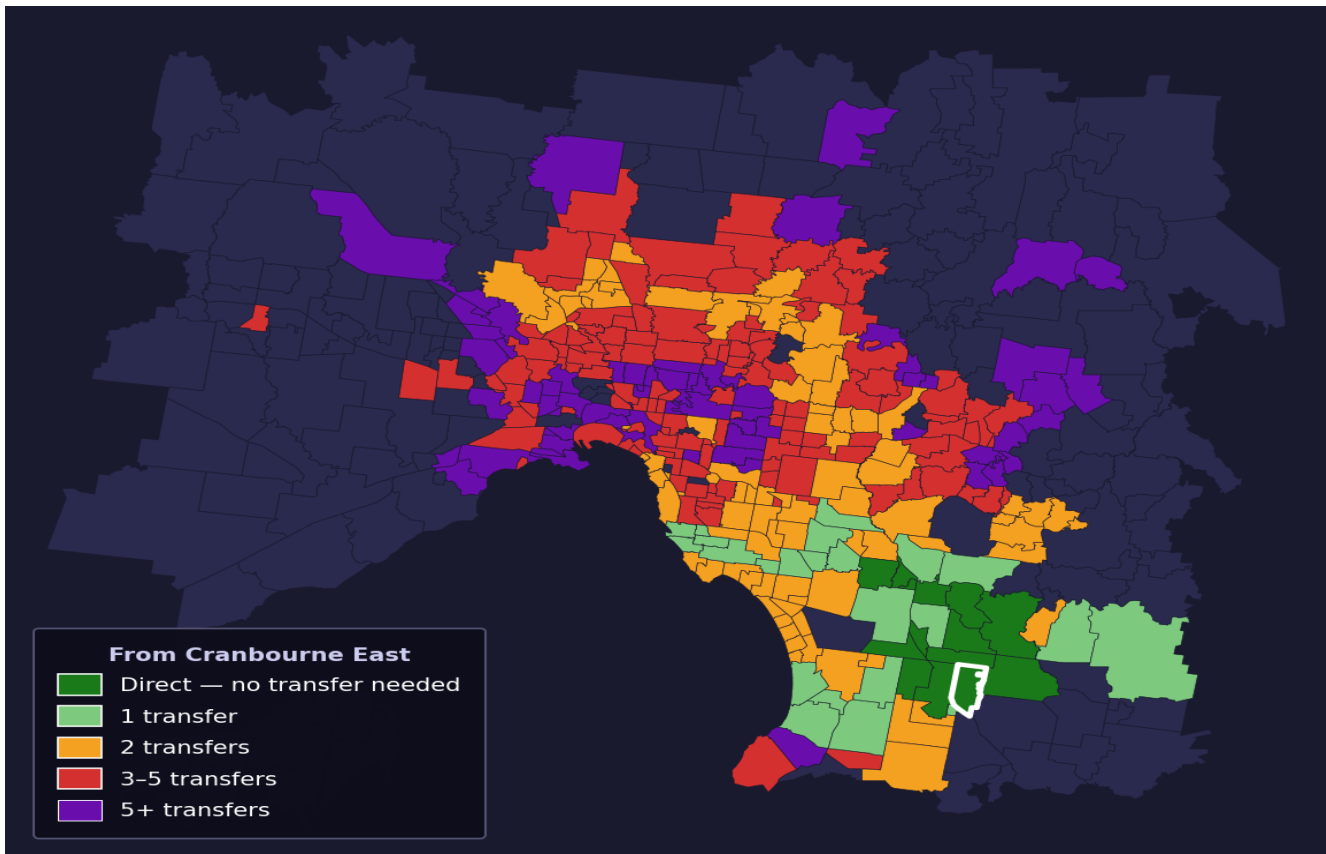 From Cranbourne East
Direct — no transfer needed
1 transfer
2 transfers
3–5 transfers
5+ transfers